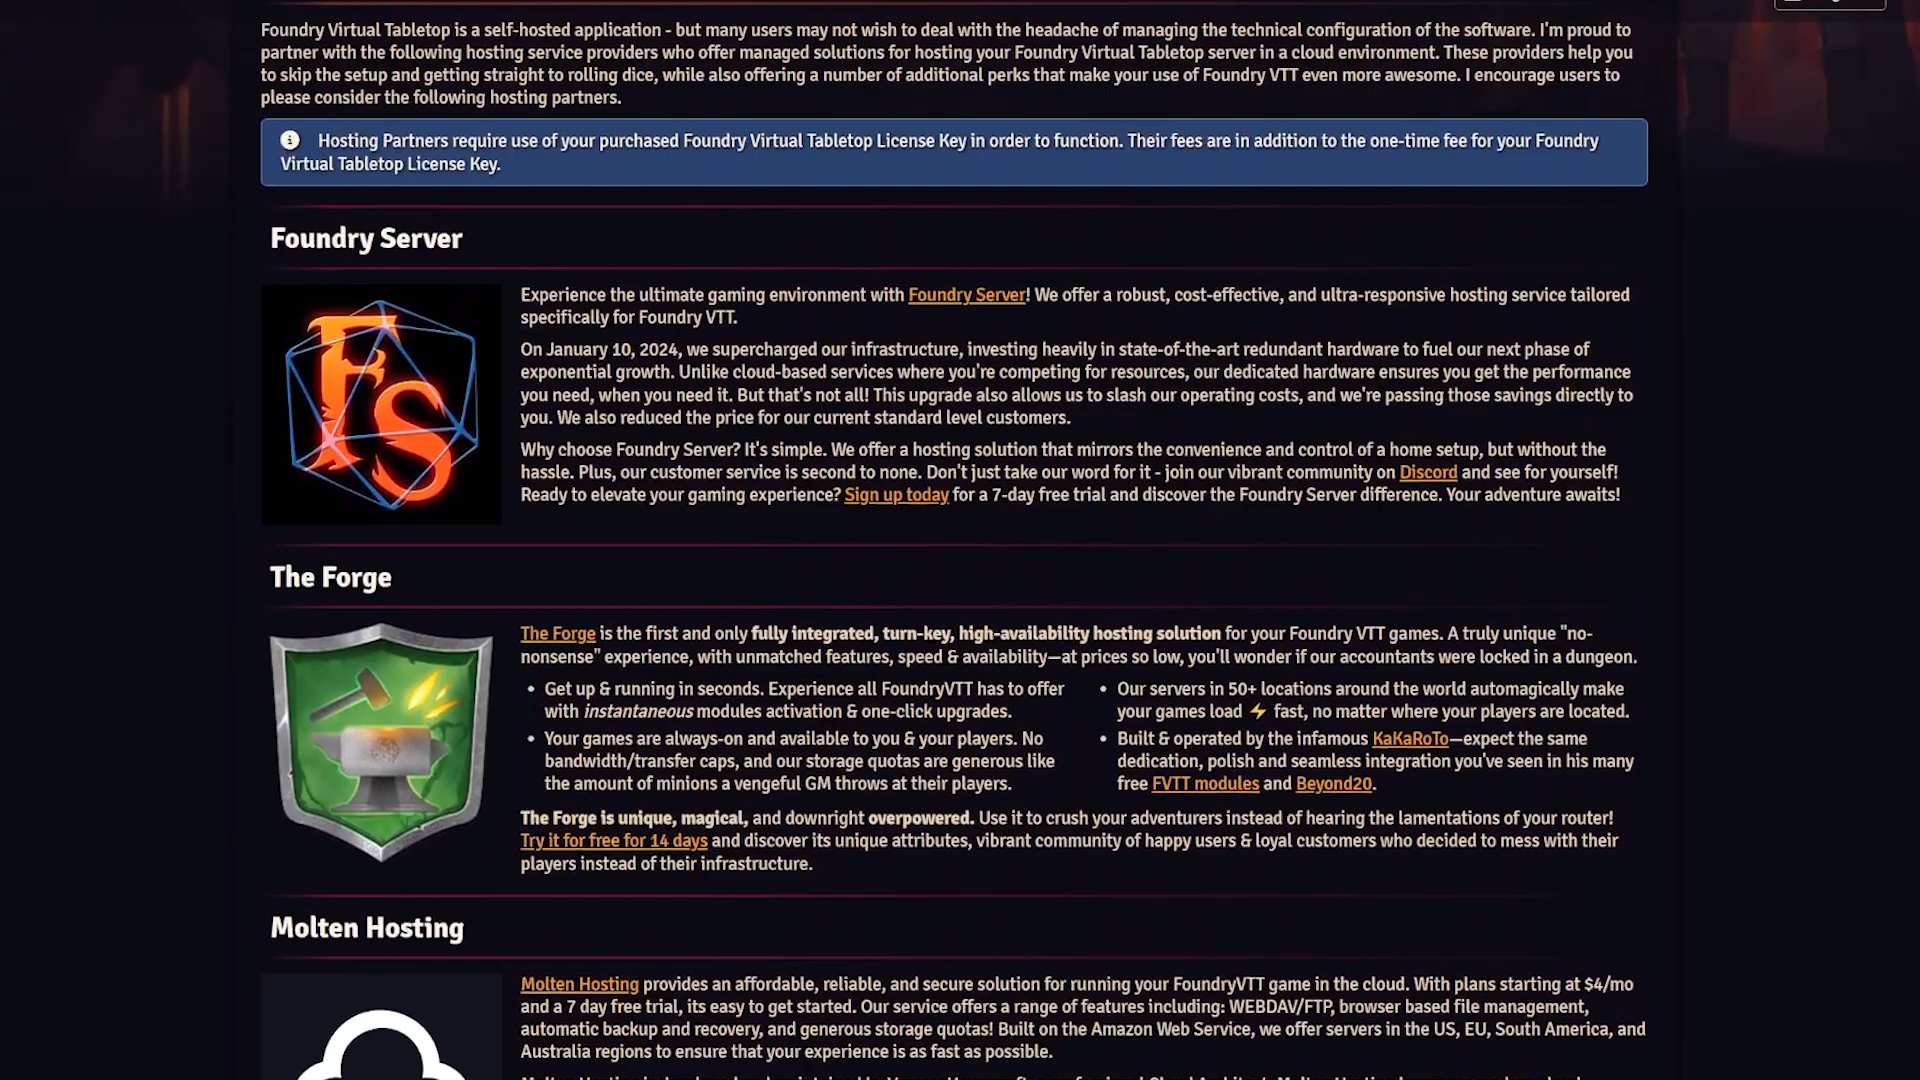 Foundry Virtual Tabletop is a self-hosted application - but many users may not wish to deal with the headache of managing the technical configuration of the software. I'm proud to
partner with the following hosting service providers who offer managed solutions for hosting your Foundry Virtual Tabletop server in a cloud environment. These providers help you
to skip the setup and getting straight to rolling dice, while also offering a number of additional perks that make your use of Foundry VTT even more awesome. I encourage users to
please consider the following hosting partners.
Hosting Partners require use of your purchased Foundry Virtual Tabletop License Key in order to function. Their fees are in addition to the one-time fee for your Foundry
Virtual Tabletop License Key.
Foundry Server
FS
Experience the ultimate gaming environment with Foundry Server! We offer a robust, cost-effective, and ultra-responsive hosting service tailored
specifically for Foundry VTT.
On January 10, 2024, we supercharged our infrastructure, investing heavily in state-of-the-art redundant hardware to fuel our next phase of
exponential growth. Unlike cloud-based services where you're competing for resources, our dedicated hardware ensures you get the performance
you need, when you need it. But that's not all! This upgrade also allows us to slash our operating costs, and we're passing those savings directly to
you. We also reduced the price for our current standard level customers.
Why choose Foundry Server? It's simple. We offer a hosting solution that mirrors the convenience and control of a home setup, but without the
hassle. Plus, our customer service is second to none. Don't just take our word for it - join our vibrant community on Discord and see for yourself!
Ready to elevate your gaming experience? Sign up today for a 7-day free trial and discover the Foundry Server difference. Your adventure awaits!
The Forge
The Forge is the first and only fully integrated, turn-key, high-availability hosting solution for your Foundry VTT games. A truly unique "no-
nonsense" experience, with unmatched features, speed & availability—at prices so low, you'll wonder if our accountants were locked in a dungeon.
• Get up & running in seconds. Experience all FoundryVTT has to offer
with instantaneous modules activation & one-click upgrades.
• Your games are always-on and available to you & your players. No
bandwidth/transfer caps, and our storage quotas are generous like
the amount of minions a vengeful GM throws at their players.
• Our servers in 50+ locations around the world automagically make
your games load ⚡ fast, no matter where your players are located.
• Built & operated by the infamous KaKaRoTo—expect the same
dedication, polish and seamless integration you've seen in his many
free FVTT modules and Beyond20.
The Forge is unique, magical, and downright overpowered. Use it to crush your adventurers instead of hearing the lamentations of your router!
Try it for free for 14 days and discover its unique attributes, vibrant community of happy users & loyal customers who decided to mess with their
players instead of their infrastructure.
Molten Hosting
Molten Hosting provides an affordable, reliable, and secure solution for running your FoundryVTT game in the cloud. With plans starting at $4/mo
and a 7 day free trial, its easy to get started. Our service offers a range of features including: WEBDAV/FTP, browser based file management,
automatic backup and recovery, and generous storage quotas! Built on the Amazon Web Service, we offer servers in the US, EU, South America, and
Australia regions to ensure that your experience is as fast as possible.